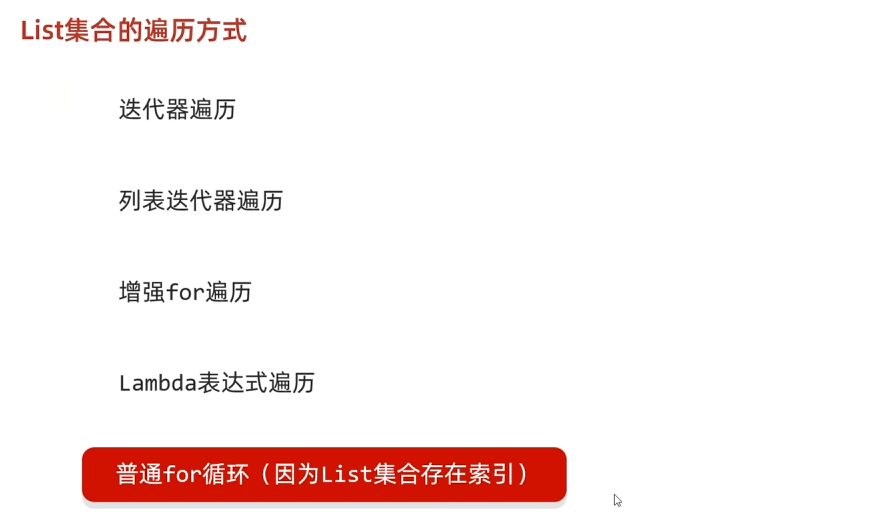 List集合的遍历方式
迭代器遍历
列表迭代器遍历
增强for遍历
Lambda表达式遍历
普通for循环（因为List集合存在索引）